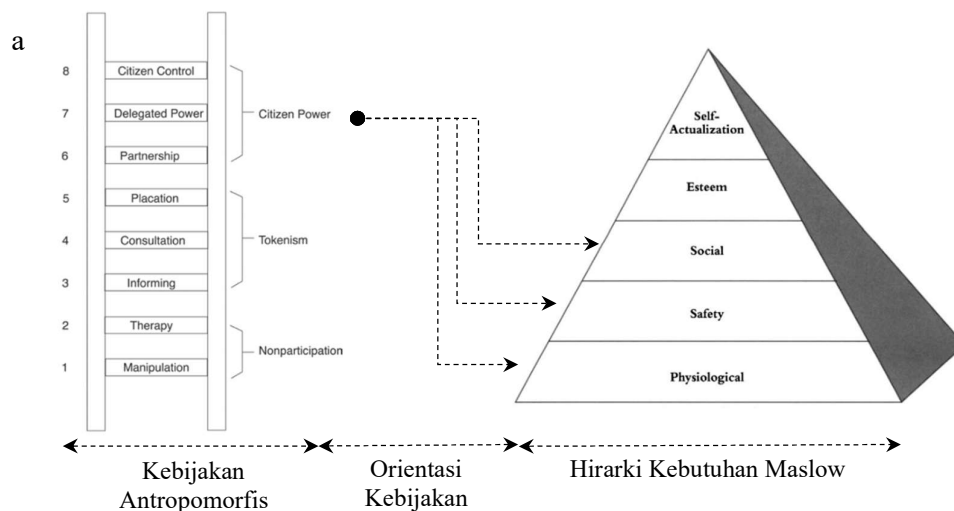 a
8 Citizen Control
7 Delegated Power Citizen Power
6 Partnership
5 Placation
4 Consultation Tokenism
3 Informing
2 Therapy
Nonparticipation
1 Manipulation
Self-
Actualization
Esteem
Social
Safety
Physiological
Kebijakan
Antropomorfis
Orientasi
Kebijakan
Hirarki Kebutuhan Maslow